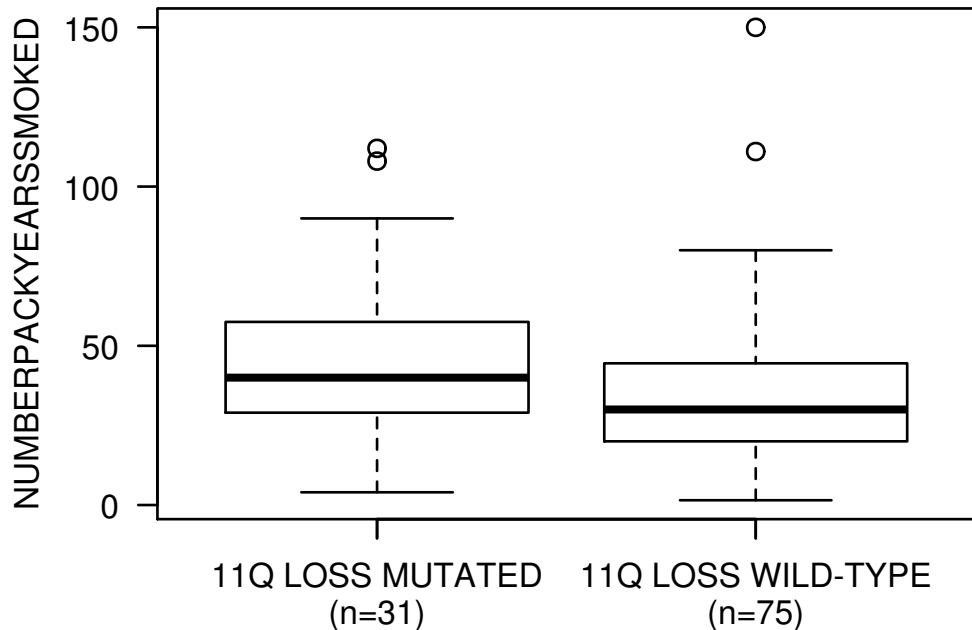 NUMBERPACKYEARSSMOKED
150
100
50
0
11Q LOSS MUTATED
(n=31)
11Q LOSS WILD-TYPE
(n=75)